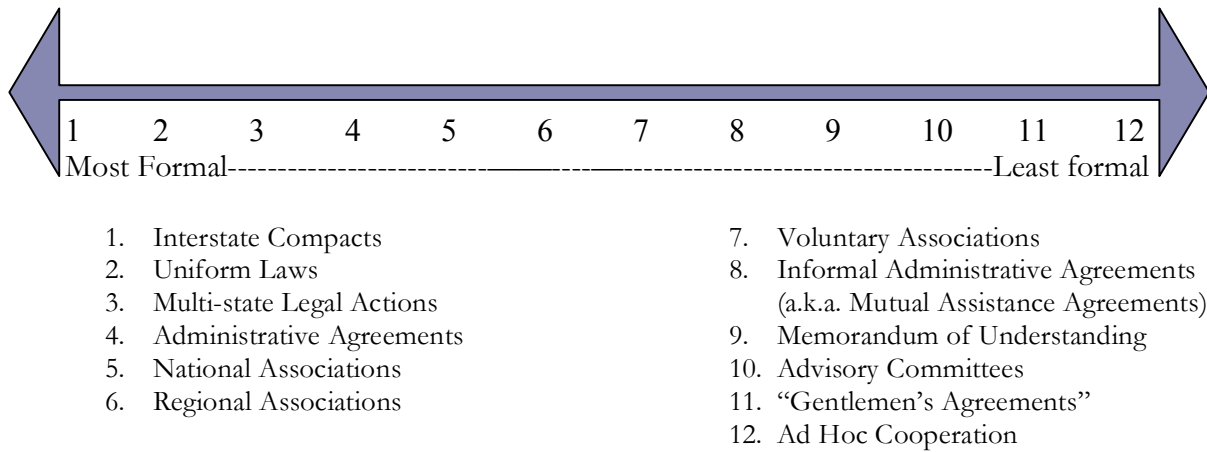 1 2 3 4 5 6 7 8 9 10 11 12
Most Formal-------------------------———----—------------------------------------Least formal
1. Interstate Compacts
2. Uniform Laws
3. Multi-state Legal Actions
4. Administrative Agreements
5. National Associations
6. Regional Associations
7. Voluntary Associations
8. Informal Administrative Agreements
(a.k.a. Mutual Assistance Agreements)
9. Memorandum of Understanding
10. Advisory Committees
11. “Gentlemen’s Agreements”
12. Ad Hoc Cooperation